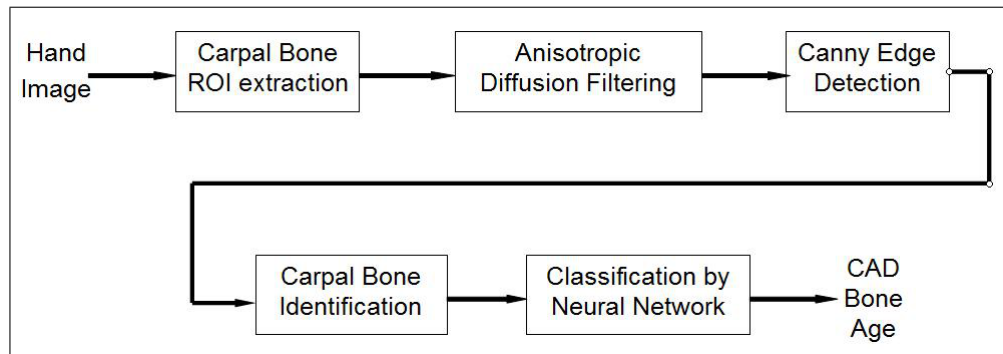 Hand
Image
Carpal Bone
ROI extraction
Anisotropic
Diffusion Filtering
Canny Edge
Detection
Carpal Bone
Identification
Classification by
Neural Network
CAD
Bone
Age